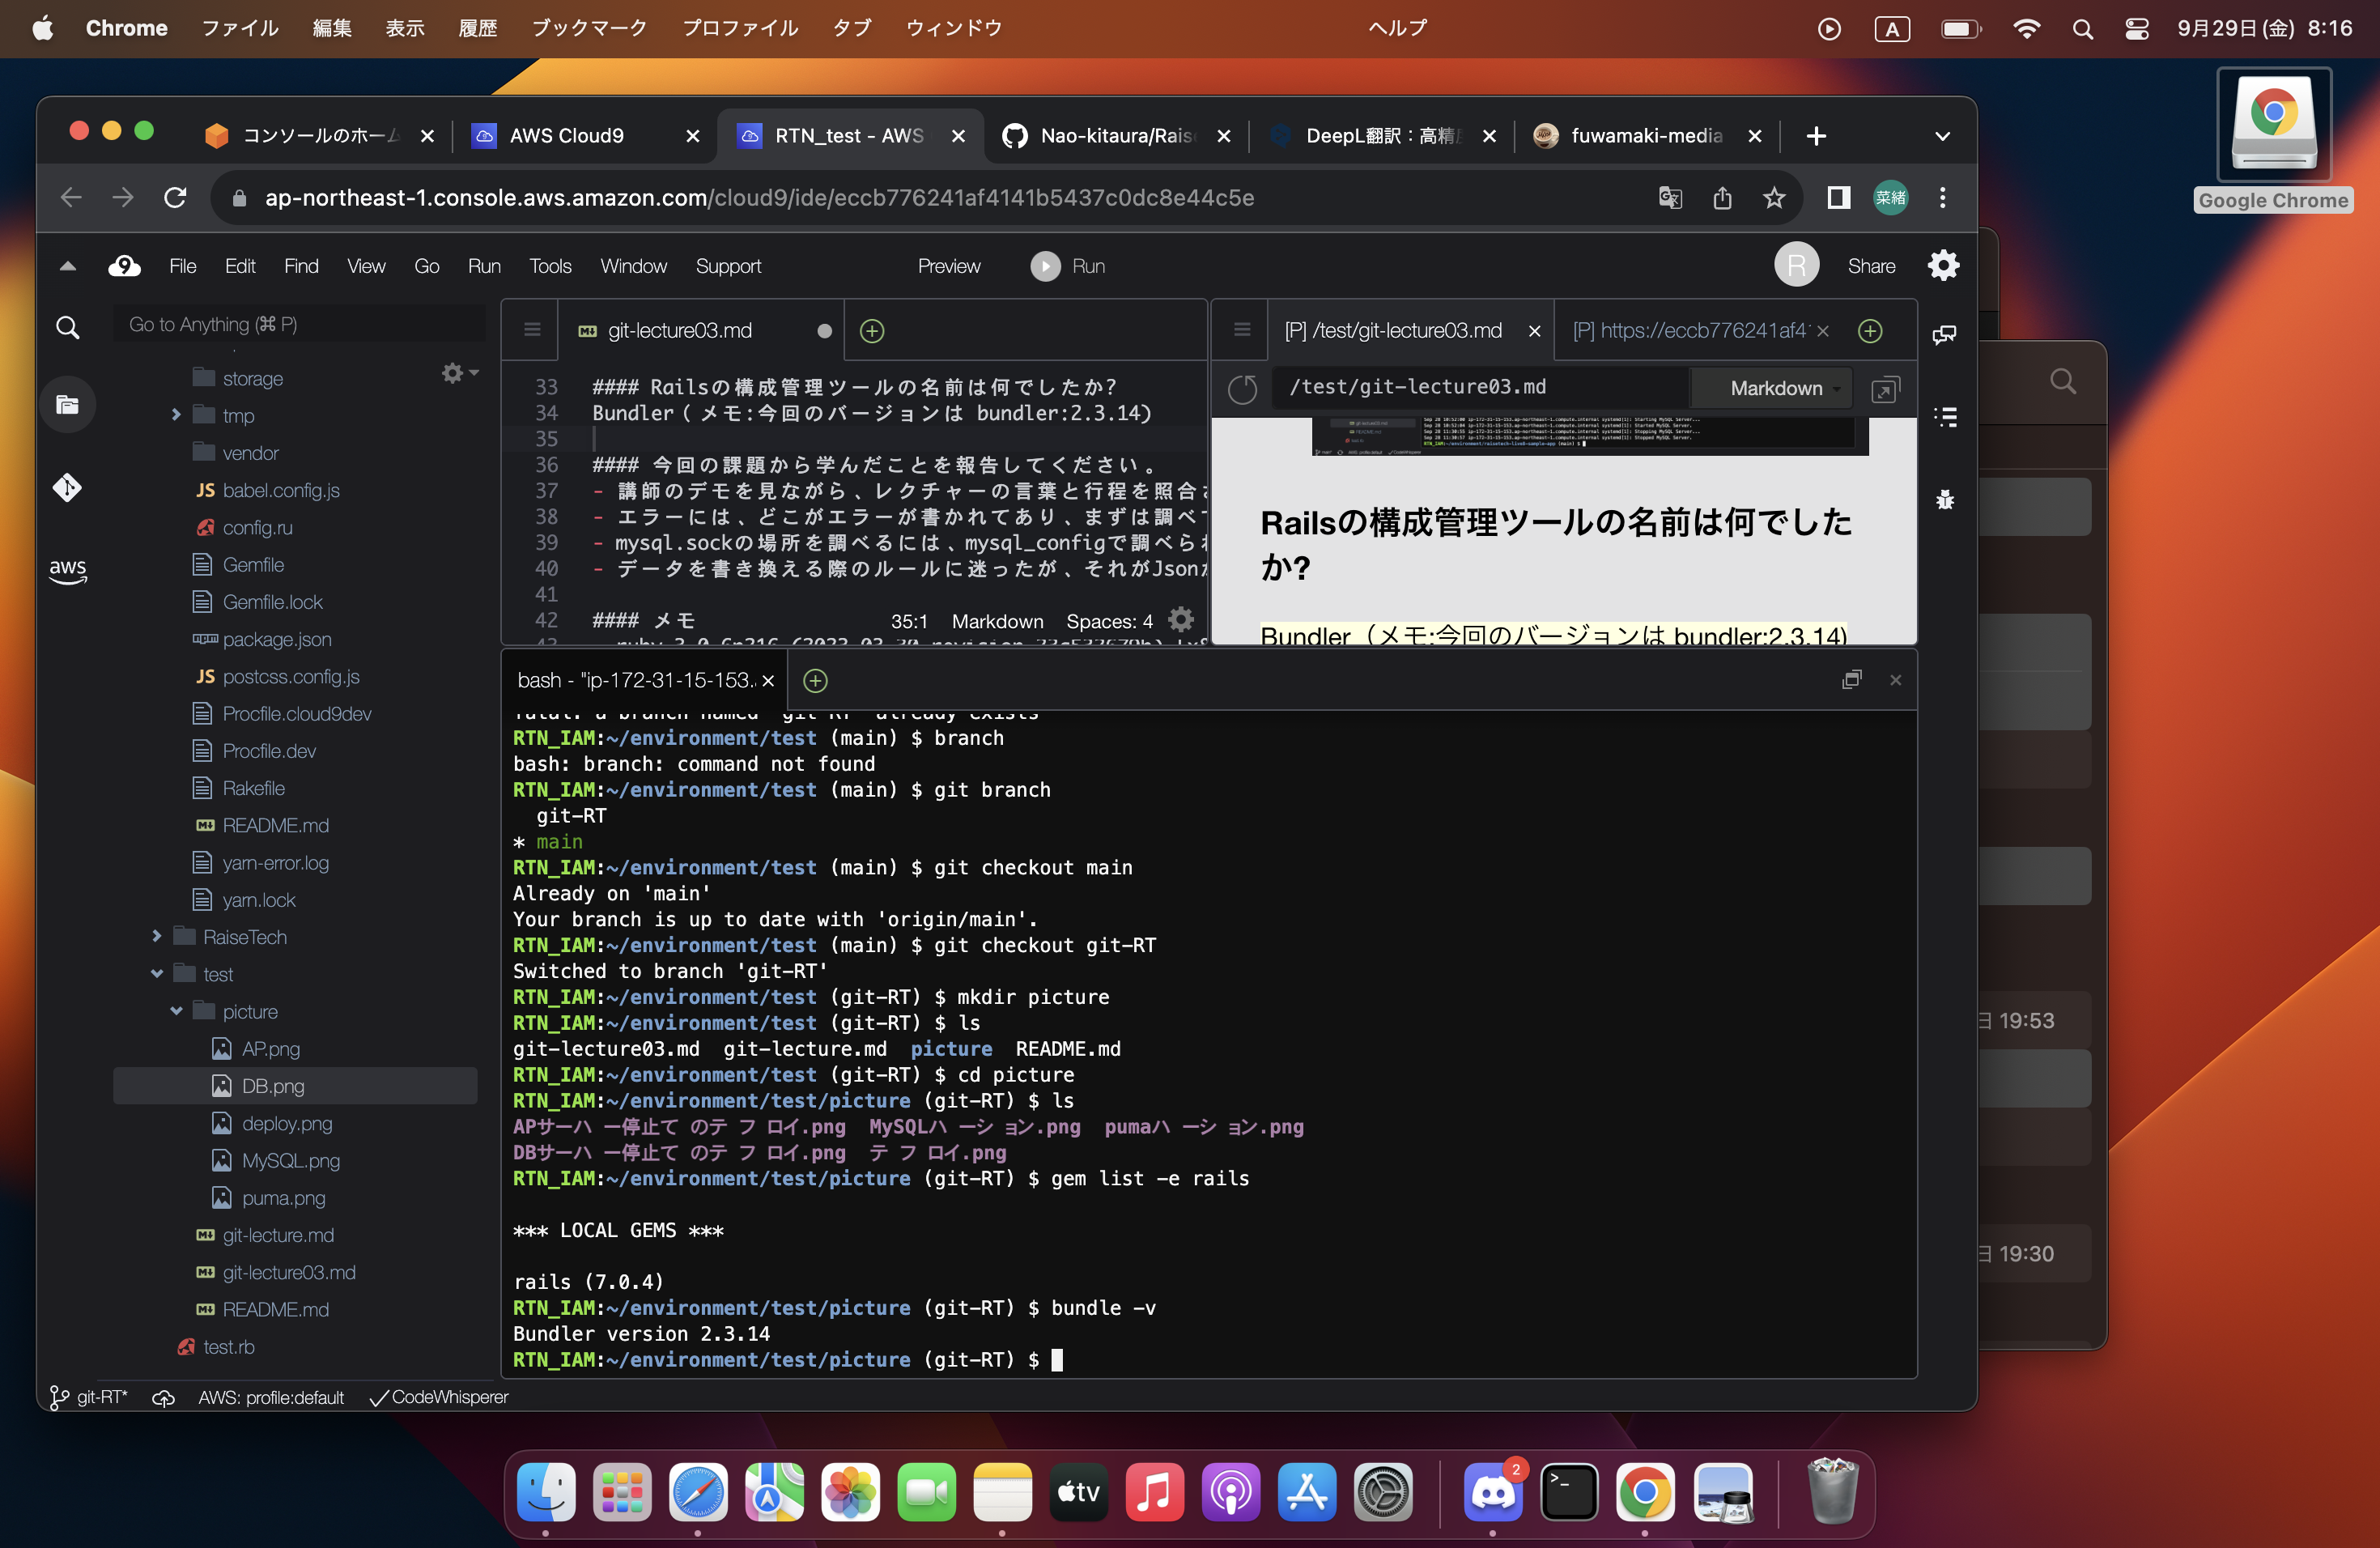 Chrome ファイル 編集 表示 履歴 ブックマーク プロファイル タブ ウィンドウ ヘルプ A 9月29日(金) 8:16
Google Chrome
コンソールのホーム AWS Cloud9 RTN_test - AWS Nao-kitaura/Raise DeepL翻訳：高精度 fuwamaki-media
ap-northeast-1.console.aws.amazon.com/cloud9/ide/eccb776241af4141b5437c0dc8e44c5e 菜緒
9 File Edit Find View Go Run Tools Window Support Preview Run R Share
Go to Anything (⌘ P)
storage
tmp
vendor
JS babel.config.js
config.ru
Gemfile
Gemfile.lock
package.json
JS postcss.config.js
Procfile.cloud9dev
Procfile.dev
Rakefile
README.md
yarn-error.log
yarn.lock
RaiseTech
test
picture
AP.png
DB.png
deploy.png
MySQL.png
puma.png
git-lecture.md
git-lecture03.md
README.md
test.rb
aws
git-lecture03.md
33 #### Railsの構成管理ツールの名前は何でしたか?
34 Bundler（メモ:今回のバージョンは bundler:2.3.14)
35
36 #### 今回の課題から学んだことを報告してください。
37 - 講師のデモを見ながら、レクチャーの言葉と行程を照合
38 - エラーには、どこがエラーが書かれてあり、まずは調べ
39 - mysql.sockの場所を調べるには、mysql_configで調べられ
40 - データを書き換える際のルールに迷ったが、それがJson
41
42 #### メモ
35:1 Markdown Spaces: 4
[P] /test/git-lecture03.md [P] https://eccb776241af4
/test/git-lecture03.md Markdown
Railsの構成管理ツールの名前は何でした
か?
Bundler（メモ:今回のバージョンは bundler:2.3.14)
bash - "ip-172-31-15-153.
fatal: a branch named 'git-RT' already exists
RTN_IAM:~/environment/test (main) $ branch
bash: branch: command not found
RTN_IAM:~/environment/test (main) $ git branch
git-RT
* main
RTN_IAM:~/environment/test (main) $ git checkout main
Already on 'main'
Your branch is up to date with 'origin/main'.
RTN_IAM:~/environment/test (main) $ git checkout git-RT
Switched to branch 'git-RT'
RTN_IAM:~/environment/test (git-RT) $ mkdir picture
RTN_IAM:~/environment/test (git-RT) $ ls
git-lecture03.md git-lecture.md picture README.md
RTN_IAM:~/environment/test (git-RT) $ cd picture
RTN_IAM:~/environment/test/picture (git-RT) $ ls
APサーハ ー停止て のテ フ ロイ.png MySQLハ ーシ ョン.png pumaハ ーシ ョン.png
DBサーハ ー停止て のテ フ ロイ.png テ フ ロイ.png
RTN_IAM:~/environment/test/picture (git-RT) $ gem list -e rails
*** LOCAL GEMS ***
rails (7.0.4)
RTN_IAM:~/environment/test/picture (git-RT) $ bundle -v
Bundler version 2.3.14
RTN_IAM:~/environment/test/picture (git-RT) $
git-RT* AWS: profile:default CodeWhisperer
日 19:53
日 19:30
tv
2